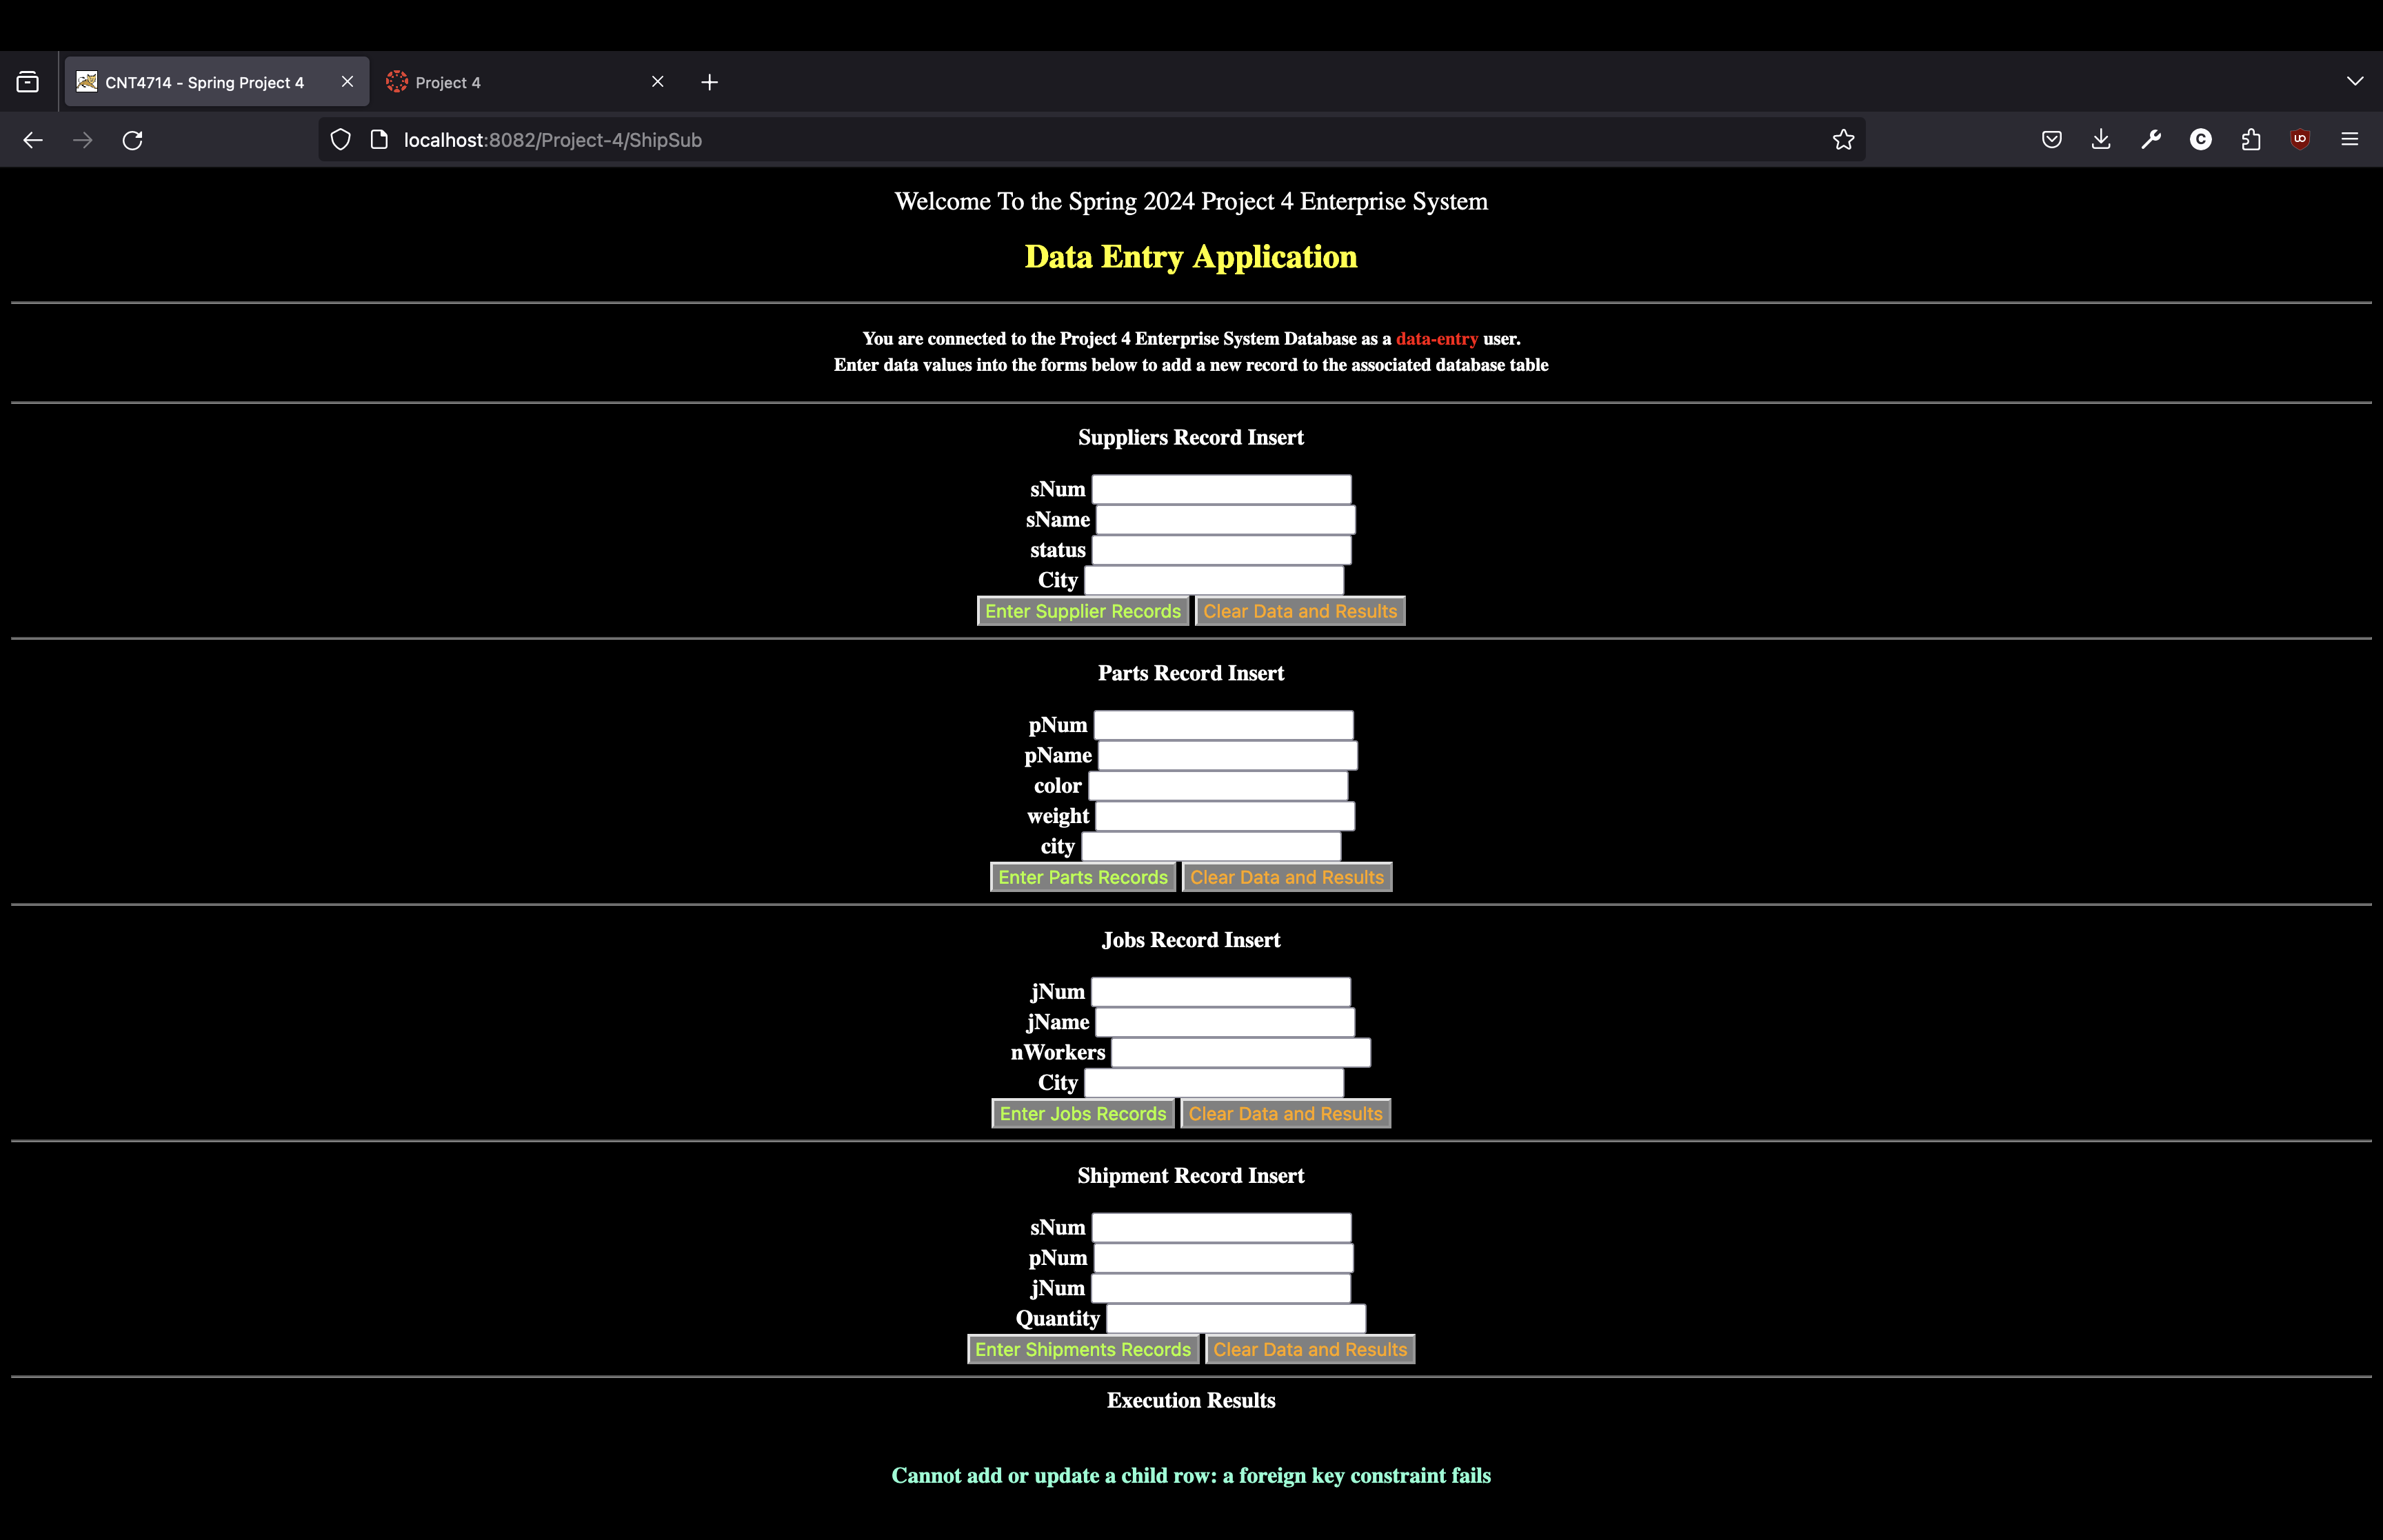 CNT4714 - Spring Project 4
Project 4
localhost:8082/Project-4/ShipSub
Welcome To the Spring 2024 Project 4 Enterprise System
Data Entry Application
You are connected to the Project 4 Enterprise System Database as a data-entry user.
Enter data values into the forms below to add a new record to the associated database table
Suppliers Record Insert
sNum
sName
status
City
Enter Supplier Records Clear Data and Results
Parts Record Insert
pNum
pName
color
weight
city
Enter Parts Records Clear Data and Results
Jobs Record Insert
jNum
jName
nWorkers
City
Enter Jobs Records Clear Data and Results
Shipment Record Insert
sNum
pNum
jNum
Quantity
Enter Shipments Records Clear Data and Results
Execution Results
Cannot add or update a child row: a foreign key constraint fails